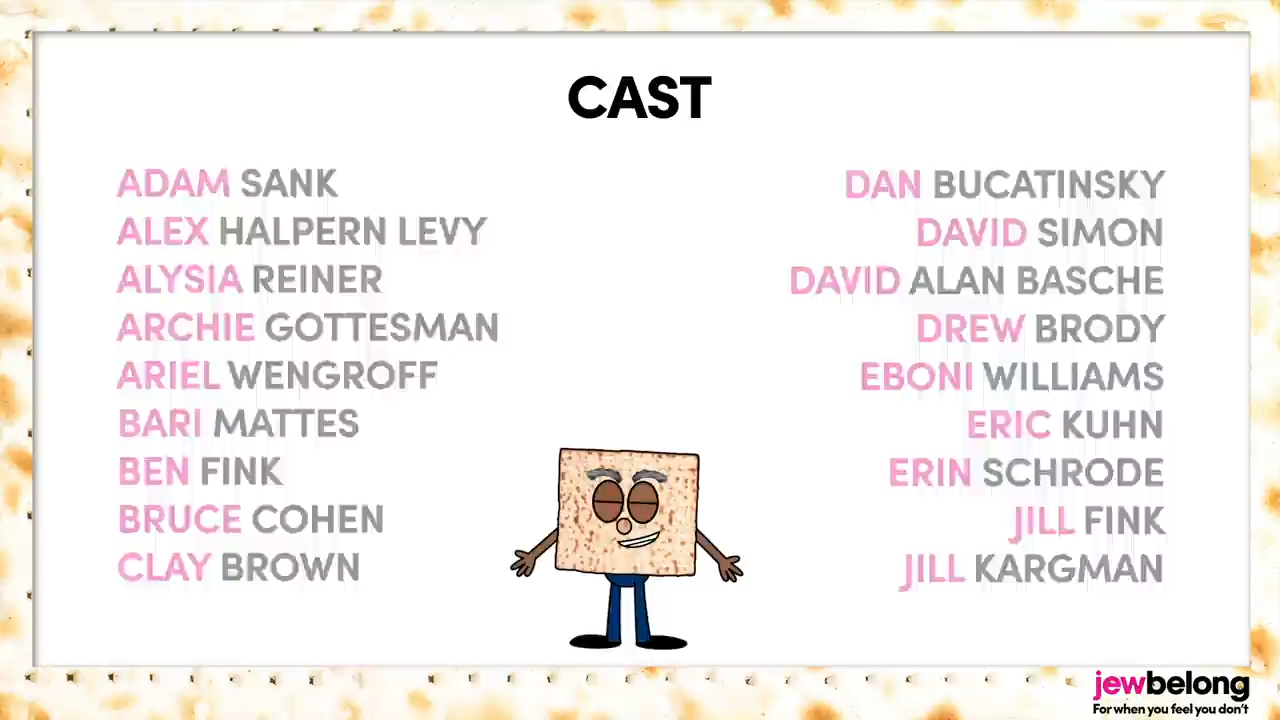 CAST
ADAM SANK
ALEX HALPERN LEVY
ALYSIA REINER
ARCHIE GOTTESMAN
ARIEL WENGROFF
BARI MATTES
BEN FINK
BRUCE COHEN
CLAY BROWN
DAN BUCATINSKY
DAVID SIMON
DAVID ALAN BASCHE
DREW BRODY
EBONI WILLIAMS
ERIC KUHN
ERIN SCHRODE
JILL FINK
JILL KARGMAN
jewbelong
For when you feel you don't